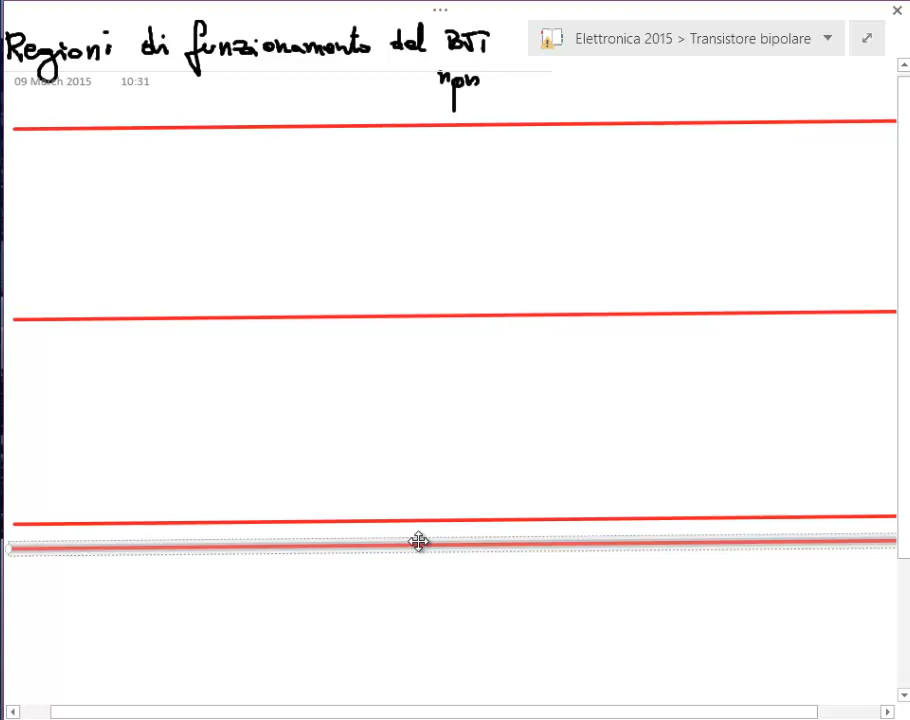 Regioni di funzionamento del BJT
npn
Elettronica 2015 > Transistore bipolare
09 March 2015 10:31